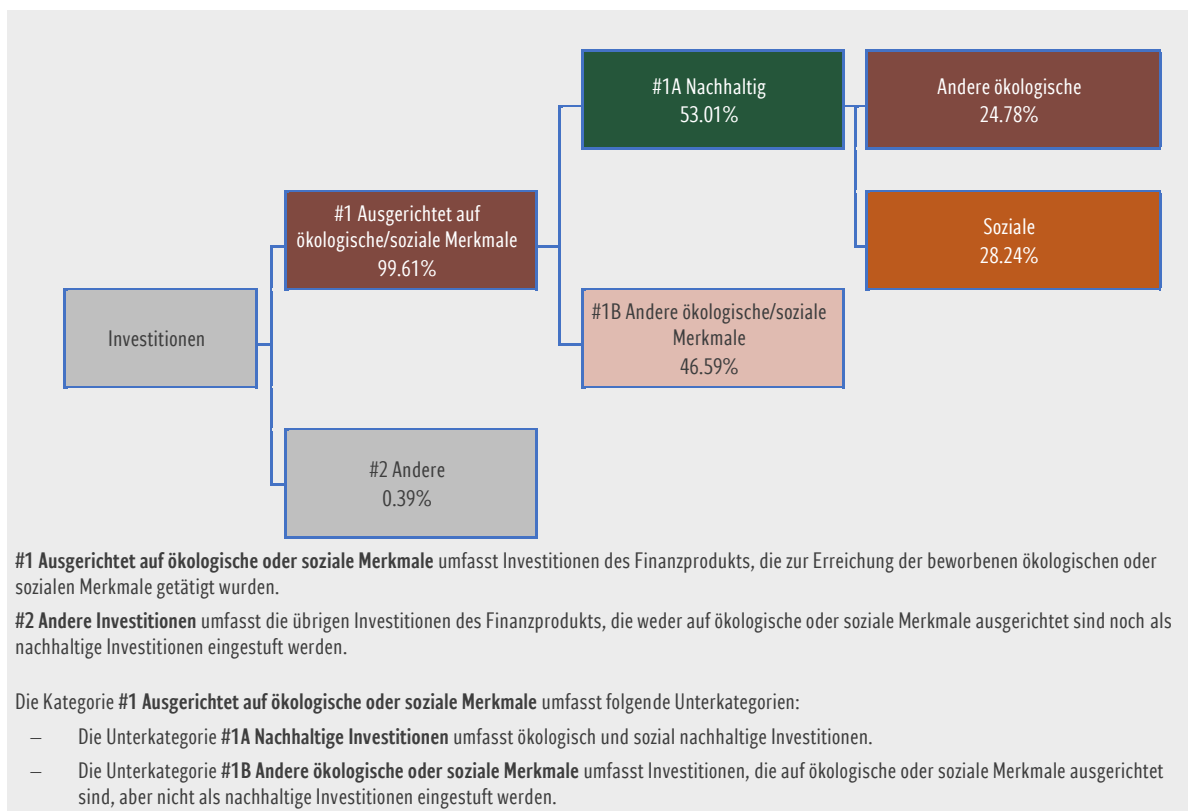 #1A Nachhaltig
53.01%
Andere ökologische
24.78%
#1 Ausgerichtet auf
ökologische/soziale Merkmale
99.61%
Soziale
28.24%
Investitionen
#1B Andere ökologische/soziale
Merkmale
46.59%
#2 Andere
0.39%
#1 Ausgerichtet auf ökologische oder soziale Merkmale umfasst Investitionen des Finanzprodukts, die zur Erreichung der beworbenen ökologischen oder
sozialen Merkmale getätigt wurden.
#2 Andere Investitionen umfasst die übrigen Investitionen des Finanzprodukts, die weder auf ökologische oder soziale Merkmale ausgerichtet sind noch als
nachhaltige Investitionen eingestuft werden.
Die Kategorie #1 Ausgerichtet auf ökologische oder soziale Merkmale umfasst folgende Unterkategorien:
– Die Unterkategorie #1A Nachhaltige Investitionen umfasst ökologisch und sozial nachhaltige Investitionen.
– Die Unterkategorie #1B Andere ökologische oder soziale Merkmale umfasst Investitionen, die auf ökologische oder soziale Merkmale ausgerichtet
sind, aber nicht als nachhaltige Investitionen eingestuft werden.